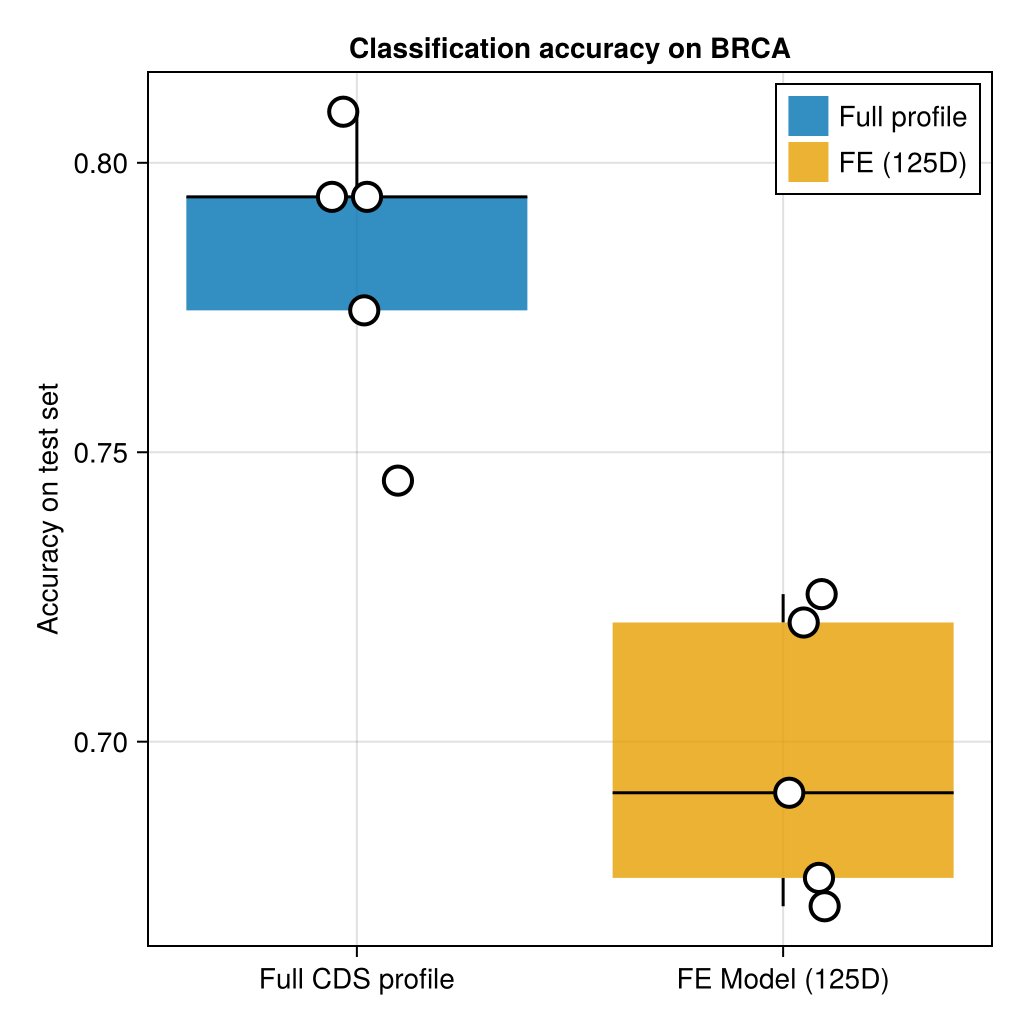 Classification accuracy on BRCA
Full profile
FE (125D)
0.80
0.75
0.70
Accuracy on test set
Full CDS profile
FE Model (125D)